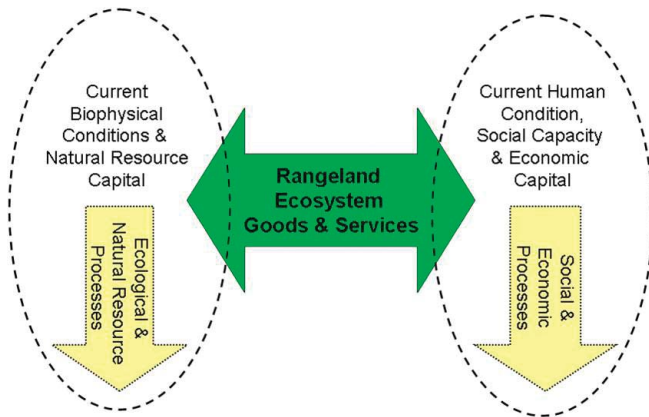 Current
Biophysical
Conditions &
Natural Resource
Capital
Ecological &
Natural Resource
Processes
Rangeland
Ecosystem
Goods & Services
Current Human
Condition,
Social Capacity
& Economic
Capital
Social &
Economic
Processes